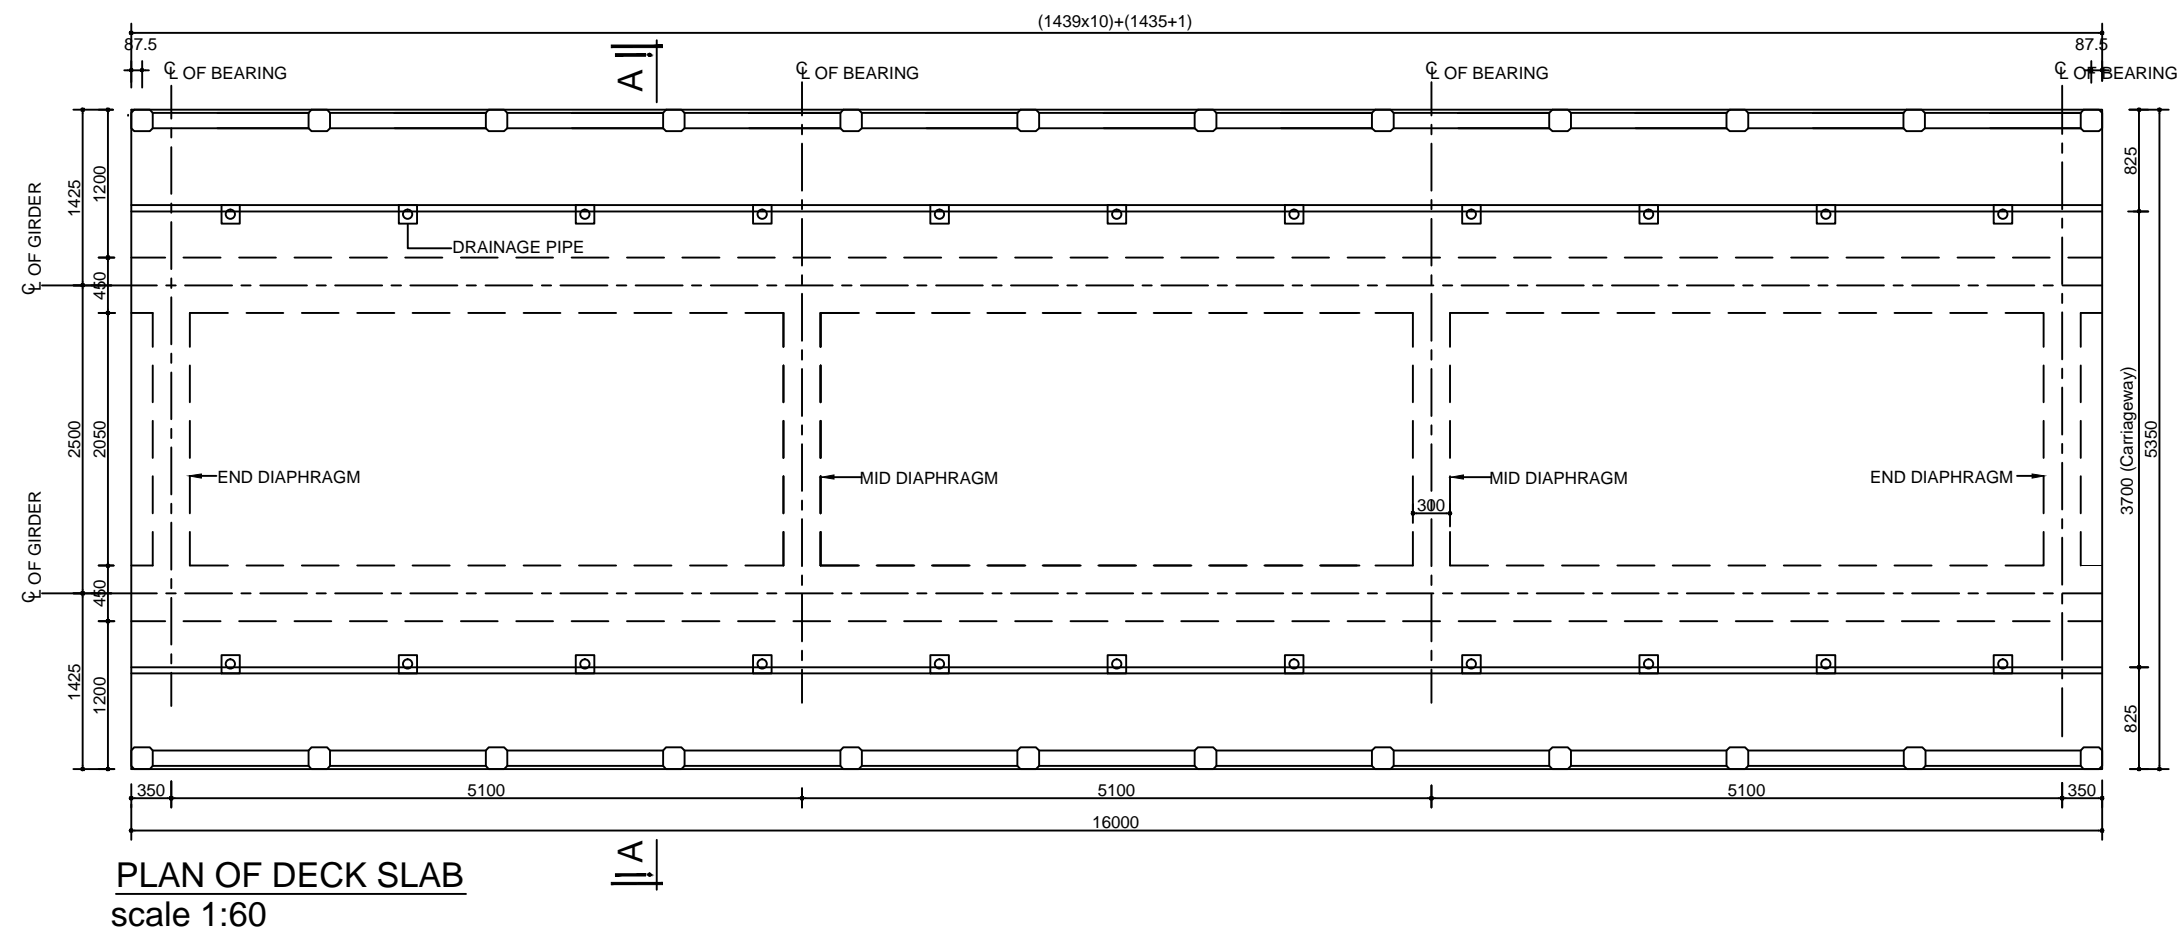 (1439x10)+(1435+1)
87.5
87.5
A
℄ OF BEARING
℄ OF BEARING
℄ OF BEARING
℄ OF BEARING
1425
1200
825
℄ OF GIRDER
DRAINAGE PIPE
450
2500
2050
3700 (Carriageway)
5350
END DIAPHRAGM
MID DIAPHRAGM
MID DIAPHRAGM
END DIAPHRAGM
300
℄ OF GIRDER
450
1425
1200
825
350
5100
5100
5100
350
16000
A
PLAN OF DECK SLAB
scale 1:60